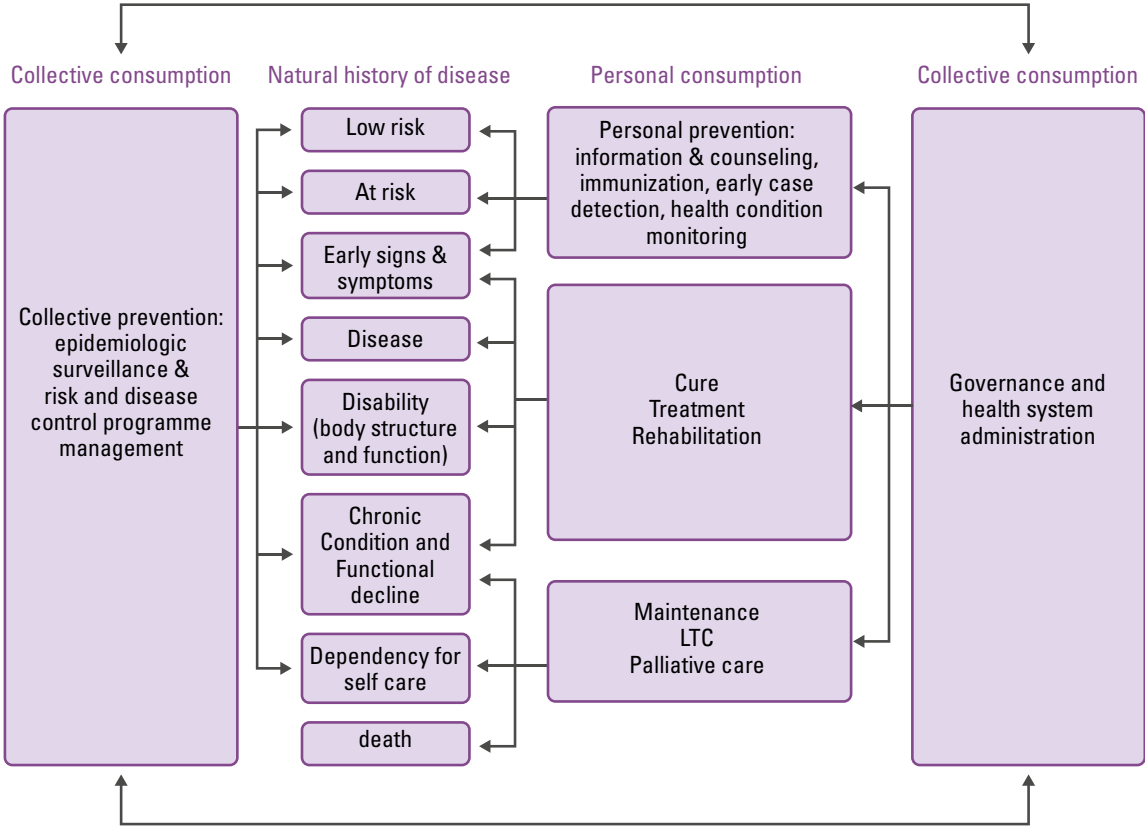 Collective consumption
Natural history of disease
Personal consumption
Collective consumption
Collective prevention:
epidemiologic
surveillance &
risk and disease
control programme
management
Low risk
At risk
Early signs &
symptoms
Disease
Disability
(body structure
and function)
Chronic
Condition and
Functional
decline
Dependency for
self care
death
Personal prevention:
information & counseling,
immunization, early case
detection, health condition
monitoring
Cure
Treatment
Rehabilitation
Maintenance
LTC
Palliative care
Governance and
health system
administration